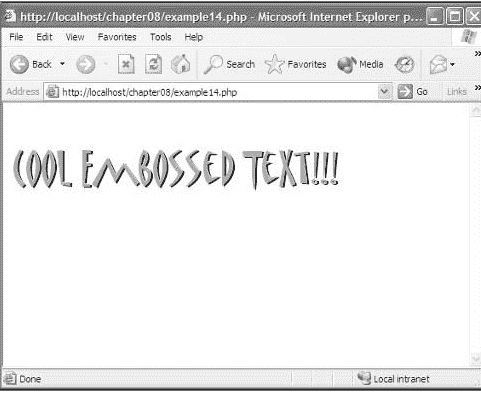 http://localhost/chapter08/example14.php - Microsoft Internet Explorer p...
File Edit View Favorites Tools Help
Back Search Favorites Media
Address http://localhost/chapter08/example14.php Go Links
COOL EMBOSSED TEXT!!!
Done Local intranet